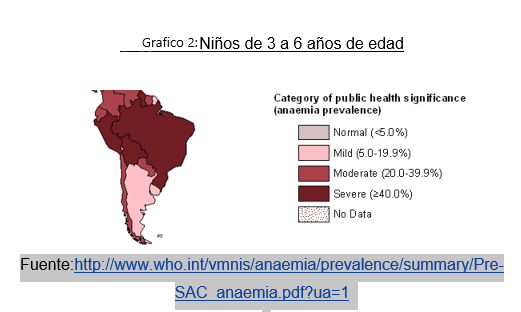 Grafico 2: Niños de 3 a 6 años de edad
Category of public health significance
(anaemia prevalence)
Normal (<5.0%)
Mild (5.0-19.9%)
Moderate (20.0-39.9%)
Severe (≥40.0%)
No Data
Fuente:http://www.who.int/vmnis/anaemia/prevalence/summary/Pre-
SAC_anaemia.pdf?ua=1